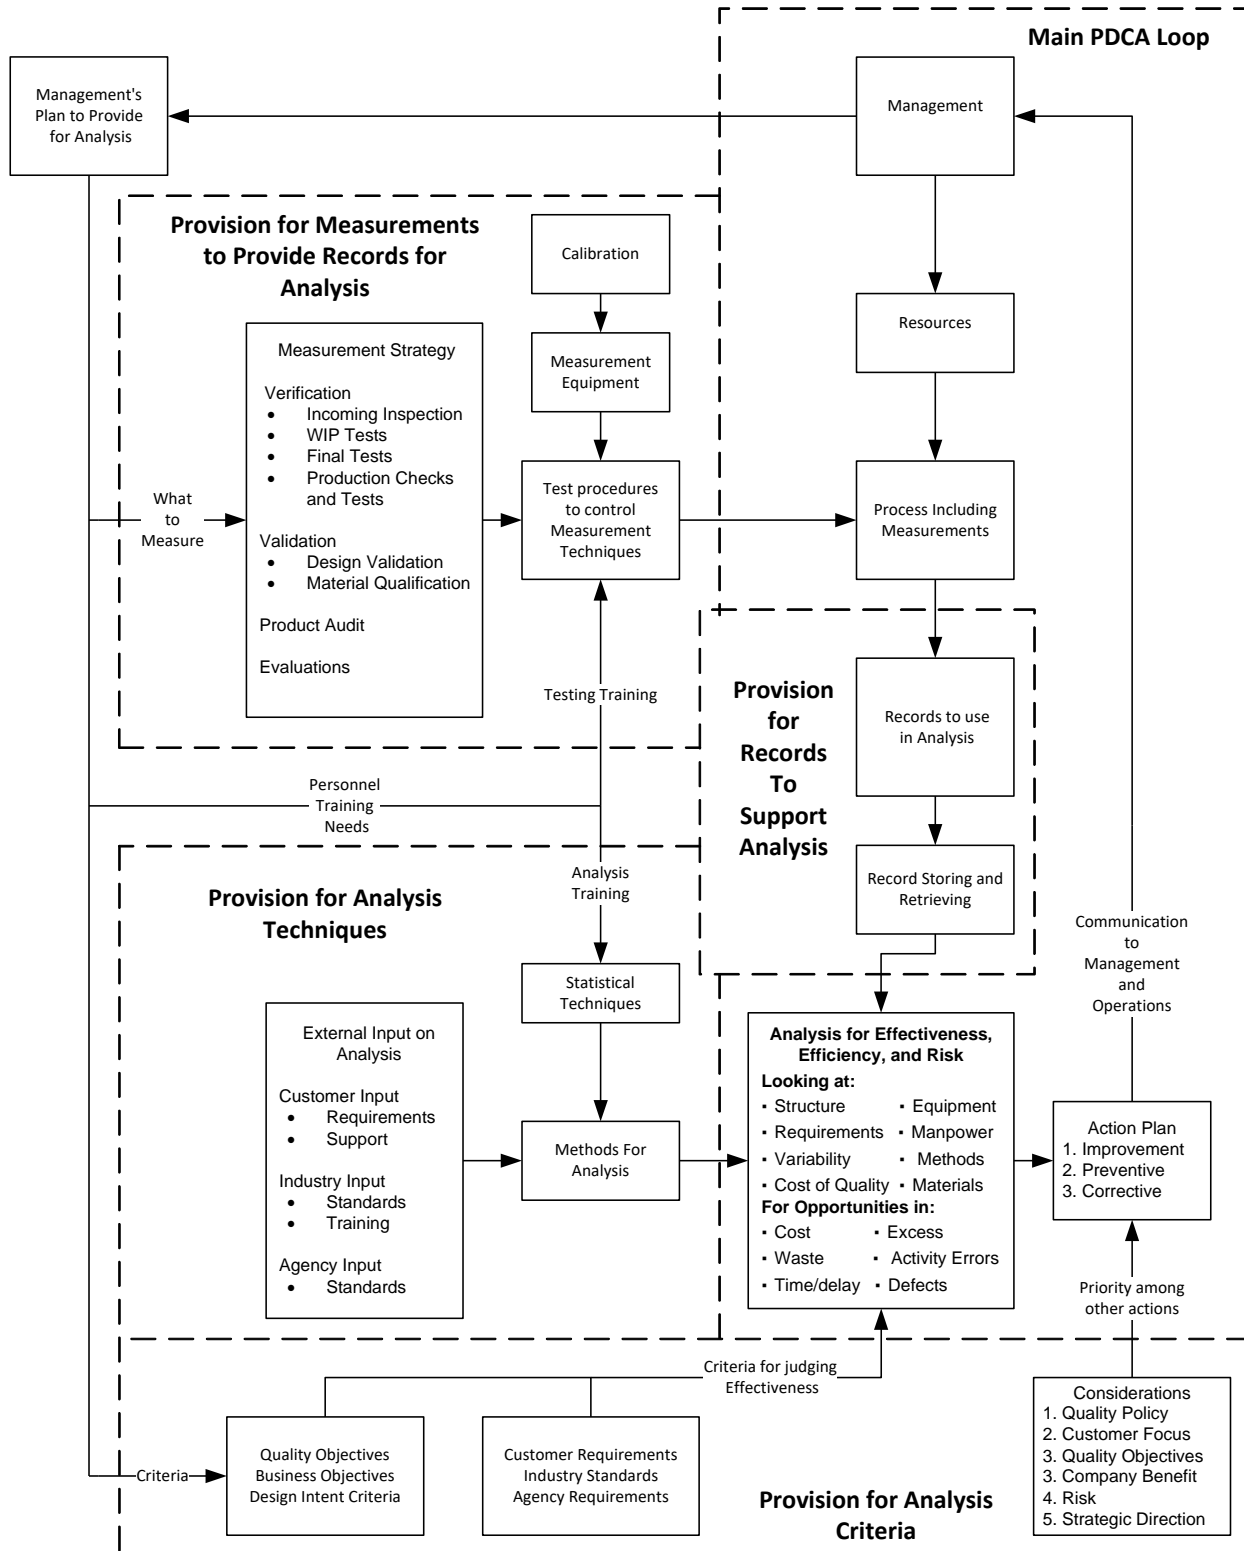 Main PDCA Loop
Management's
Plan to Provide
for Analysis
Management
Provision for Measurements
to Provide Records for
Analysis
Calibration
Resources
Measurement Strategy
Verification
• Incoming Inspection
• WIP Tests
• Final Tests
• Production Checks
and Tests
Validation
• Design Validation
• Material Qualification
Product Audit
Evaluations
Measurement
Equipment
What
to
Measure
Test procedures
to control
Measurement
Techniques
Process Including
Measurements
Testing Training
Provision
for
Records
To
Support
Analysis
Records to use
in Analysis
Personnel
Training
Needs
Record Storing and
Retrieving
Provision for Analysis
Techniques
Analysis
Training
Communication
to
Management
and
Operations
Statistical
Techniques
External Input on
Analysis
Customer Input
• Requirements
• Support
Industry Input
• Standards
• Training
Agency Input
• Standards
Methods For
Analysis
Analysis for Effectiveness,
Efficiency, and Risk
Looking at:
▪ Structure ▪ Equipment
▪ Requirements ▪ Manpower
▪ Variability ▪ Methods
▪ Cost of Quality ▪ Materials
For Opportunities in:
▪ Cost ▪ Excess
▪ Waste ▪ Activity Errors
▪ Time/delay ▪ Defects
Action Plan
1. Improvement
2. Preventive
3. Corrective
Priority among
other actions
Criteria for judging
Effectiveness
Criteria
Quality Objectives
Business Objectives
Design Intent Criteria
Customer Requirements
Industry Standards
Agency Requirements
Considerations
1. Quality Policy
2. Customer Focus
3. Quality Objectives
3. Company Benefit
4. Risk
5. Strategic Direction
Provision for Analysis
Criteria